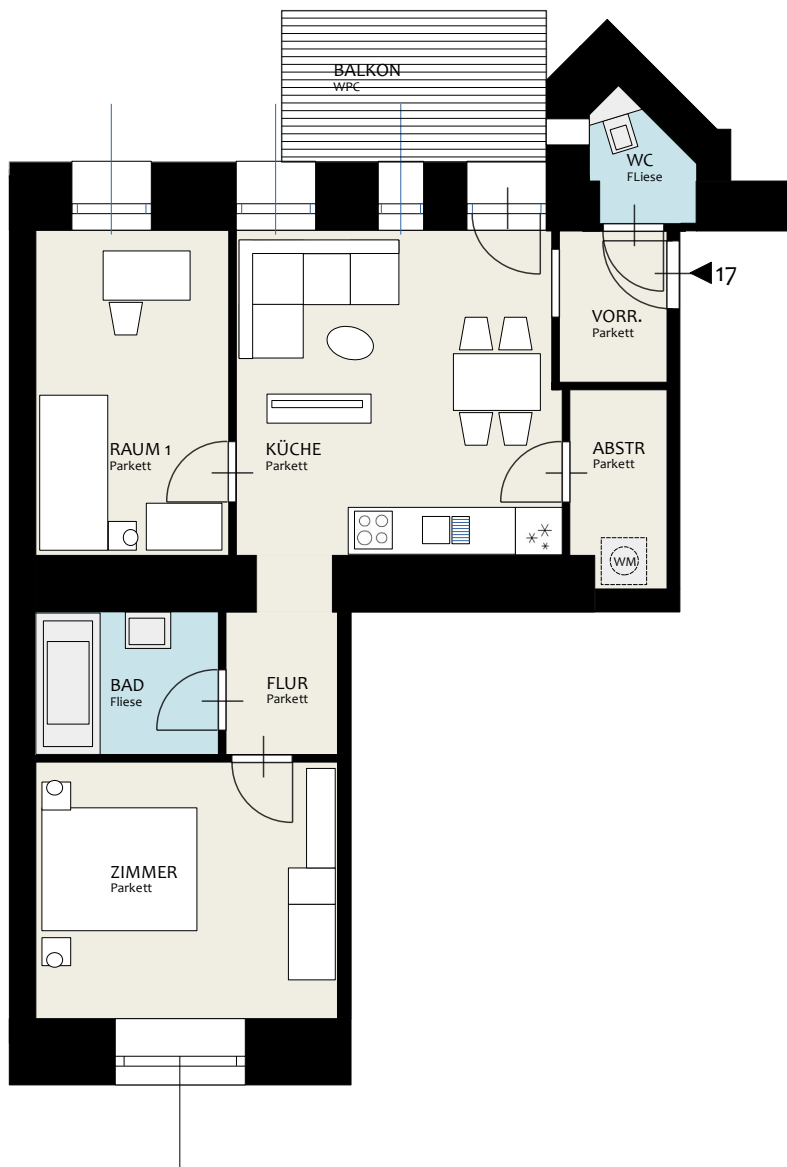 BALKON
WPC
WC
FLiese
17
VORR.
Parkett
RAUM 1
Parkett
KÜCHE
Parkett
ABSTR
Parkett
WM
BAD
Fliese
FLUR
Parkett
ZIMMER
Parkett